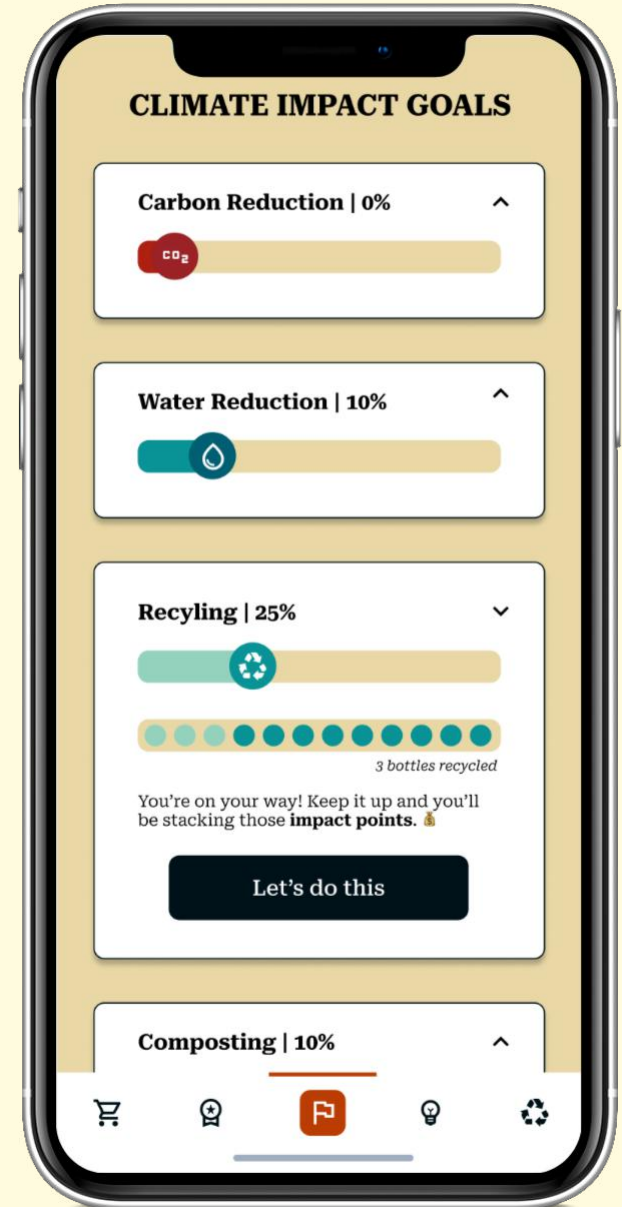 CLIMATE IMPACT GOALS
Carbon Reduction | 0%
CO₂
Water Reduction | 10%
Recyling | 25%
3 bottles recycled
You're on your way! Keep it up and you'll
be stacking those impact points. 💰
Let's do this
Composting | 10%